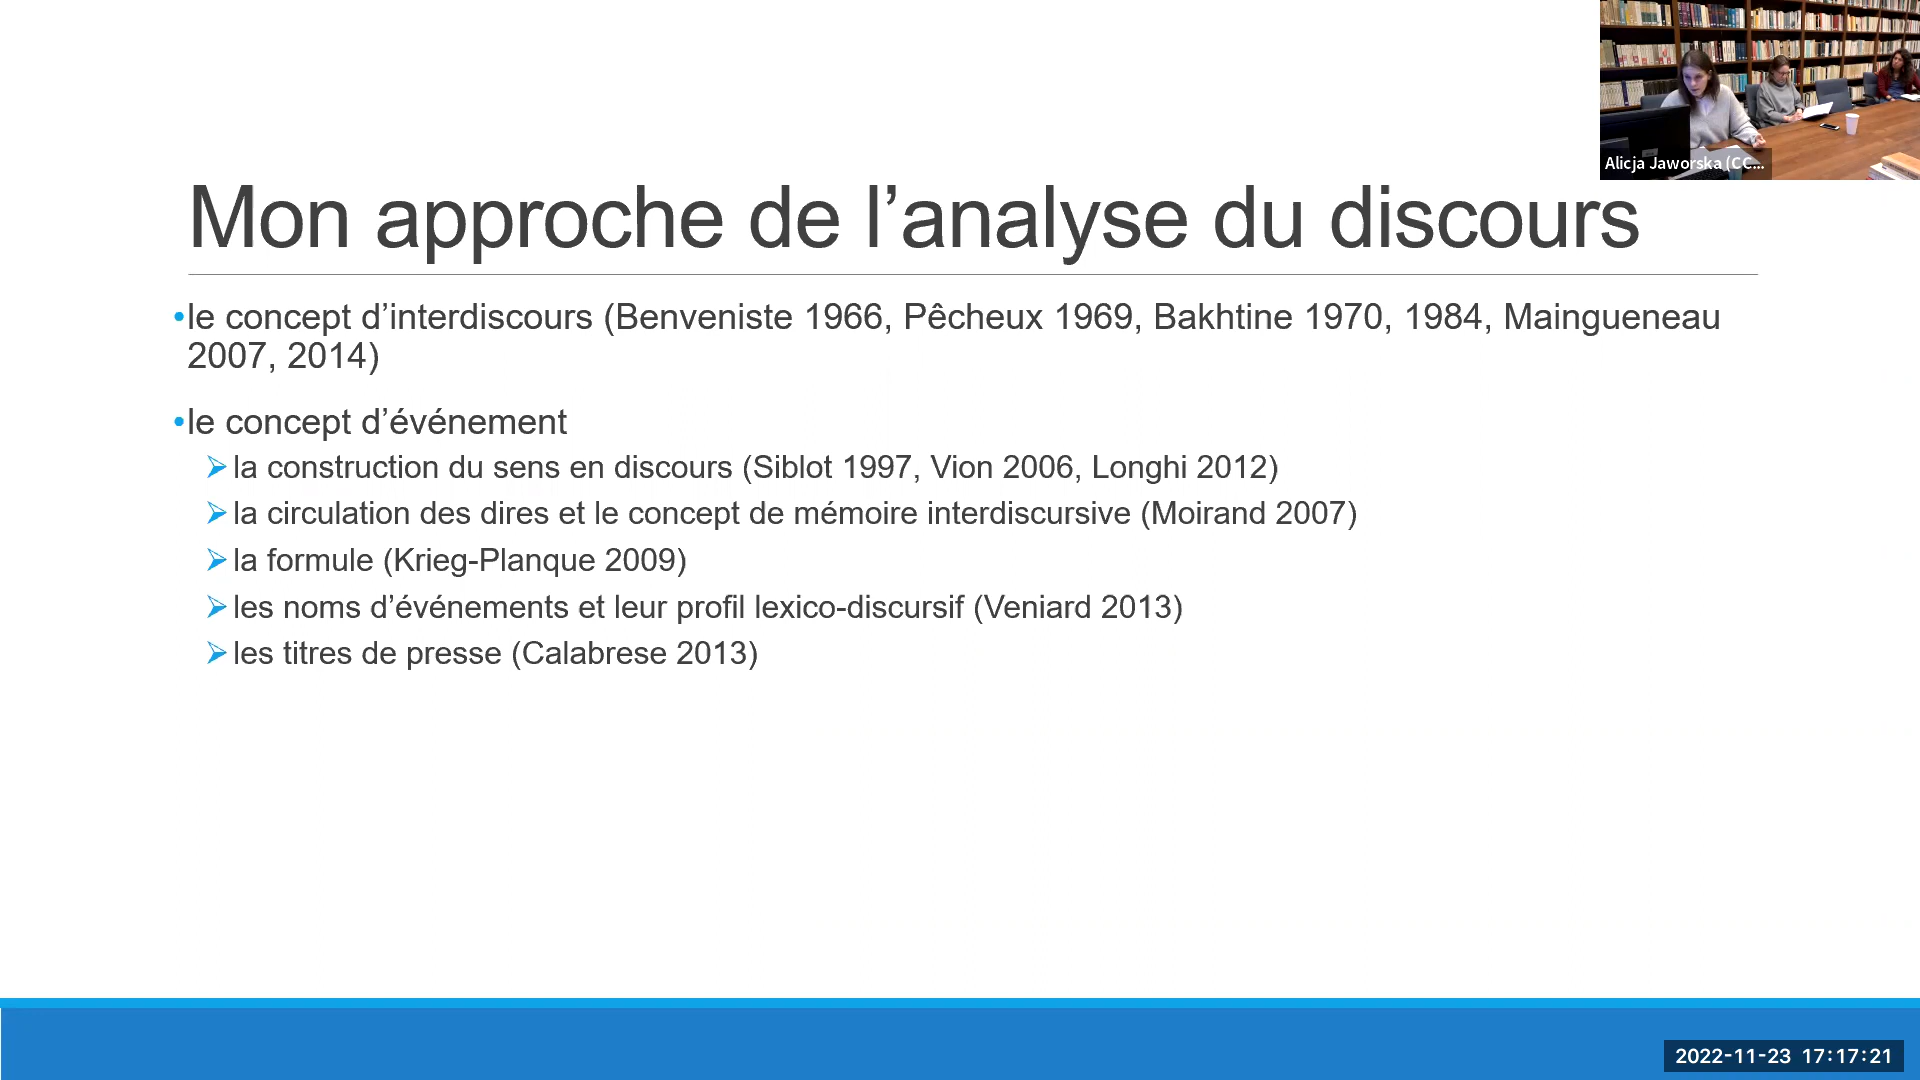 Alicja Jaworska (CC...
Mon approche de l’analyse du discours
•le concept d’interdiscours (Benveniste 1966, Pêcheux 1969, Bakhtine 1970, 1984, Maingueneau
2007, 2014)
•le concept d’événement
➢la construction du sens en discours (Siblot 1997, Vion 2006, Longhi 2012)
➢la circulation des dires et le concept de mémoire interdiscursive (Moirand 2007)
➢la formule (Krieg-Planque 2009)
➢les noms d’événements et leur profil lexico-discursif (Veniard 2013)
➢les titres de presse (Calabrese 2013)
2022-11-23 17:17:21